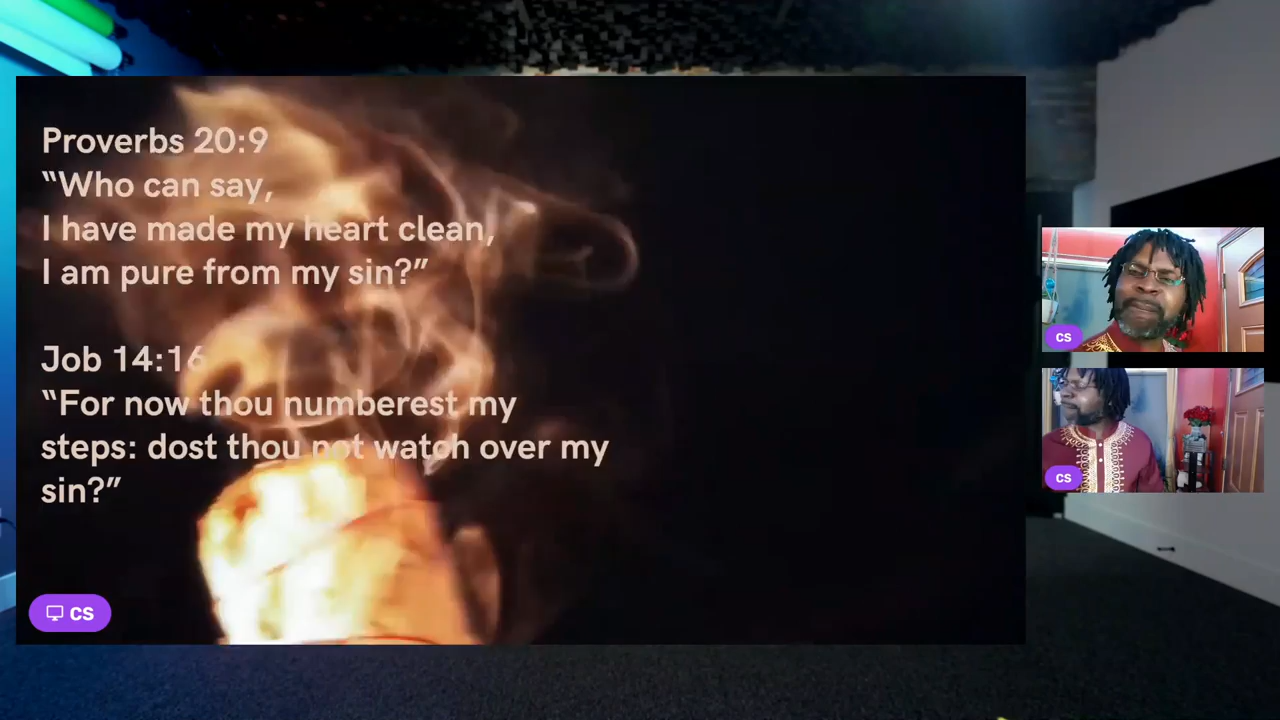 Proverbs 20:9
“Who can say,
I have made my heart clean,
I am pure from my sin?”
Job 14:16
“For now thou numberest my
steps: dost thou not watch over my
sin?”
CS
CS
CS